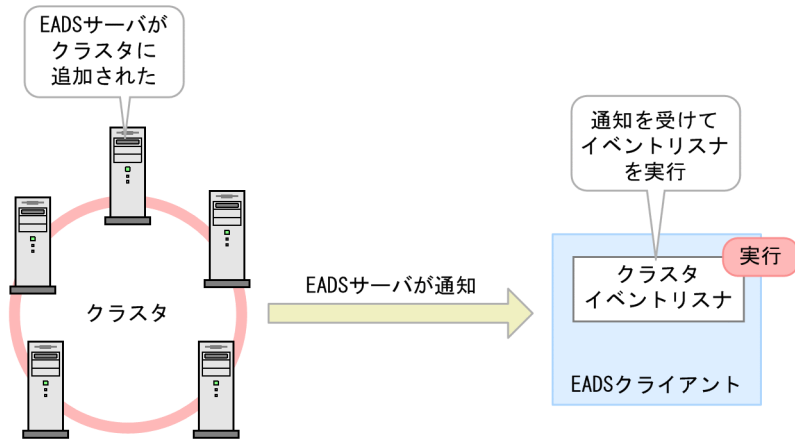 EADSサーバが
クラスタに
追加された
通知を受けて
イベントリスナ
を実行
実行
クラスタ
イベントリスナ
EADSサーバが通知
クラスタ
EADSクライアント